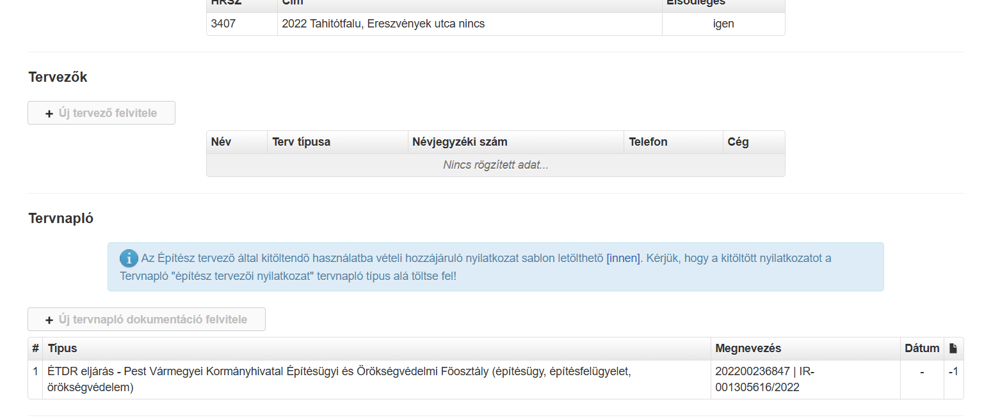 HRSZ Cím Elsődleges
3407 2022 Tahitótfalu, Ereszvények utca nincs igen
Tervezők
+ Új tervező felvitele
Név Terv típusa Névjegyzéki szám Telefon Cég
Nincs rögzített adat...
Tervnapló
Az Építész tervező által kitöltendő használatba vételi hozzájáruló nyilatkozat sablon letölthető [innen]. Kérjük, hogy a kitöltött nyilatkozatot a
Tervnapló "építész tervezői nyilatkozat" tervnapló típus alá töltse fel!
+ Új tervnapló dokumentáció felvitele
# Típus Megnevezés Dátum
1 ÉTDR eljárás - Pest Vármegyei Kormányhivatal Építésügyi és Örökségvédelmi Főosztály (építésügy, építésfelügyelet, 202200236847 | IR- - -1
örökségvédelem) 001305616/2022